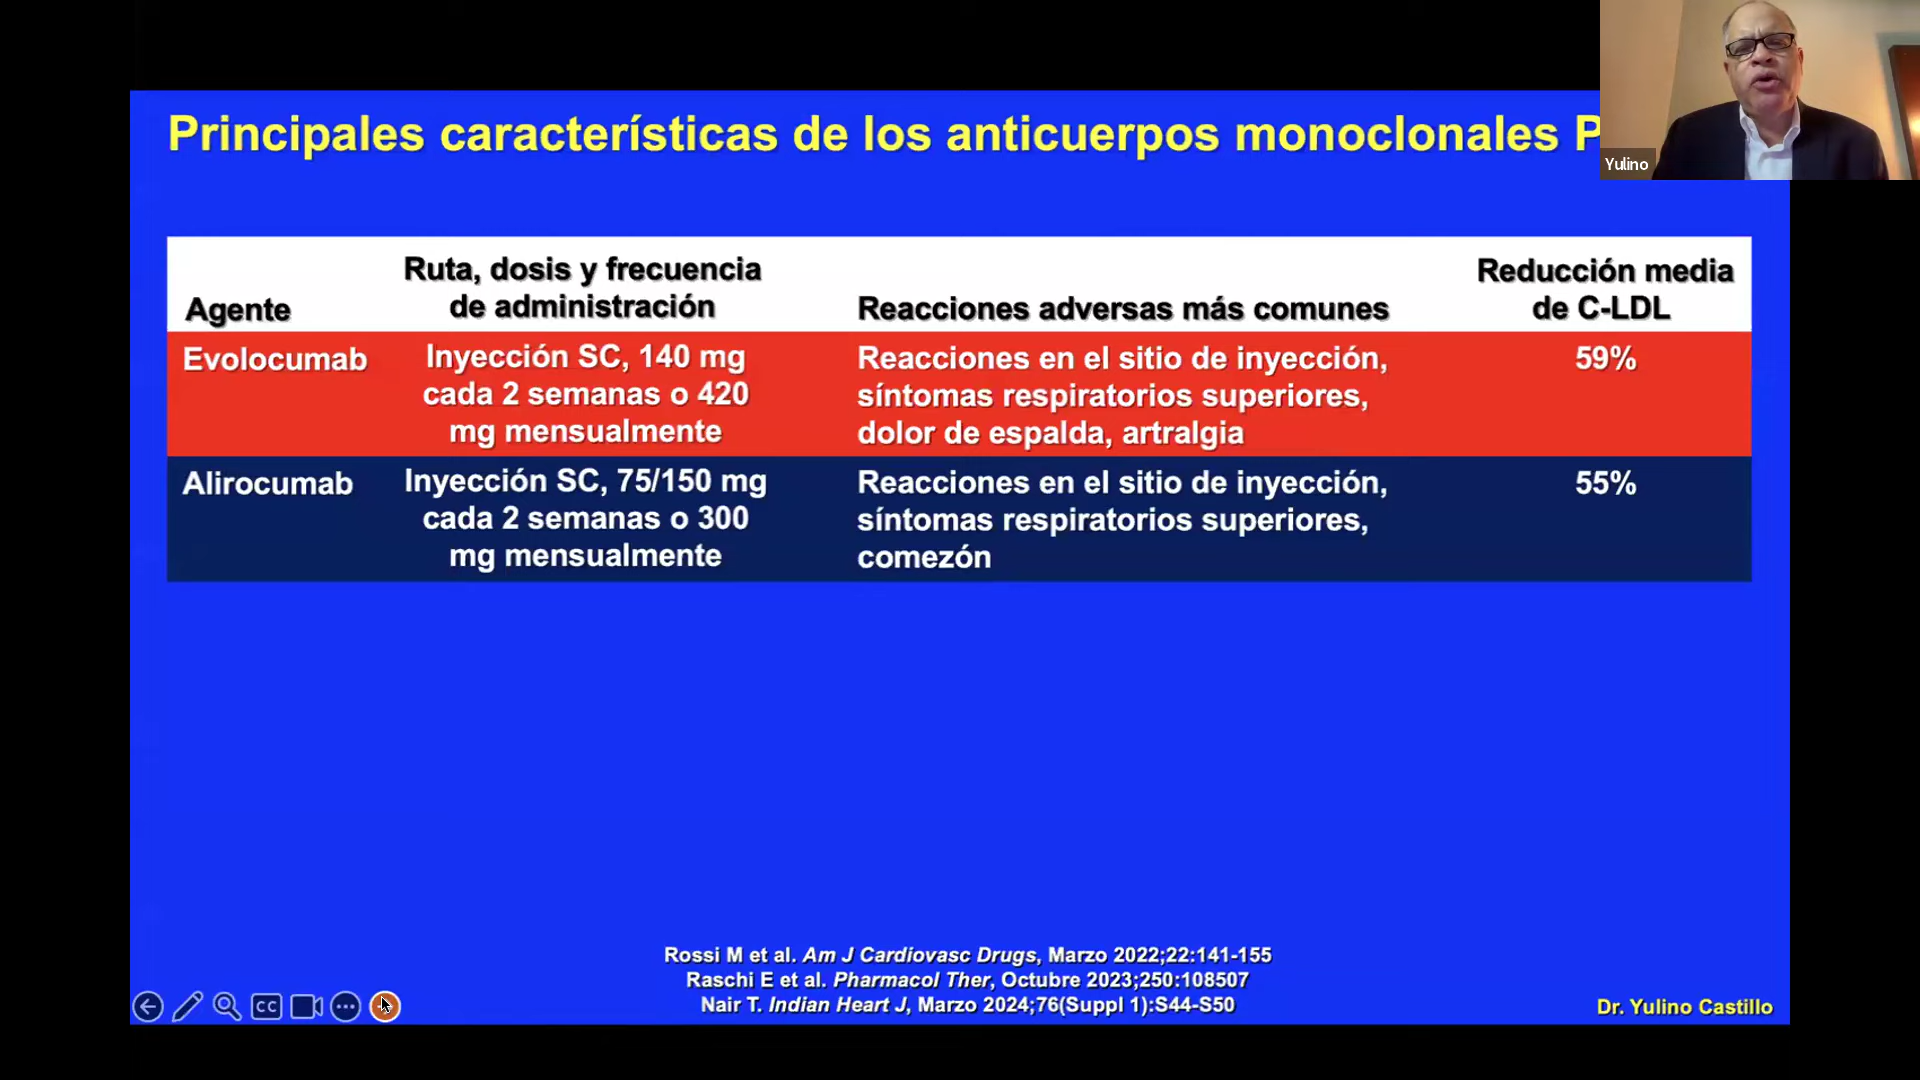 Principales características de los anticuerpos monoclonales P
Yulino
Agente
Ruta, dosis y frecuencia
de administración
Reacciones adversas más comunes
Reducción media
de C-LDL
Evolocumab
Inyección SC, 140 mg
cada 2 semanas o 420
mg mensualmente
Reacciones en el sitio de inyección,
síntomas respiratorios superiores,
dolor de espalda, artralgia
59%
Alirocumab
Inyección SC, 75/150 mg
cada 2 semanas o 300
mg mensualmente
Reacciones en el sitio de inyección,
síntomas respiratorios superiores,
comezón
55%
Rossi M et al. Am J Cardiovasc Drugs, Marzo 2022;22:141-155
Raschi E et al. Pharmacol Ther, Octubre 2023;250:108507
Nair T. Indian Heart J, Marzo 2024;76(Suppl 1):S44-S50
CC
Dr. Yulino Castillo